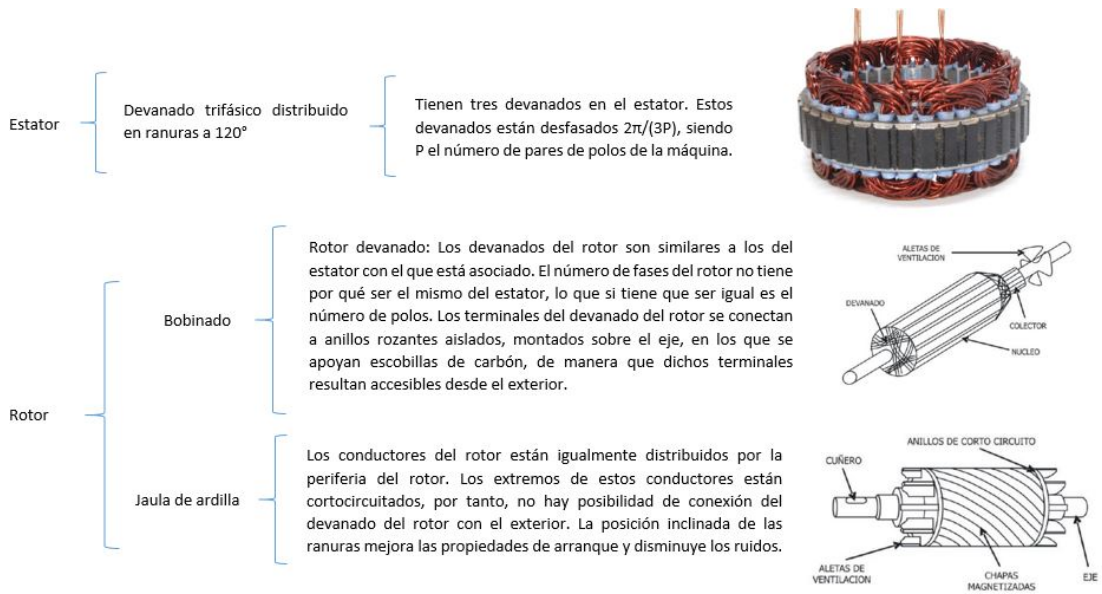 Estator
Devanado trifásico distribuido
en ranuras a 120°
Tienen tres devanados en el estator. Estos
devanados están desfasados 2π/(3P), siendo
P el número de pares de polos de la máquina.
Rotor
Bobinado
Rotor devanado: Los devanados del rotor son similares a los del
estator con el que está asociado. El número de fases del rotor no tiene
por qué ser el mismo del estator, lo que si tiene que ser igual es el
número de polos. Los terminales del devanado del rotor se conectan
a anillos rozantes aislados, montados sobre el eje, en los que se
apoyan escobillas de carbón, de manera que dichos terminales
resultan accesibles desde el exterior.
ALETAS DE
VENTILACION
DEVANADO
COLECTOR
NUCLEO
Jaula de ardilla
Los conductores del rotor están igualmente distribuidos por la
periferia del rotor. Los extremos de estos conductores están
cortocircuitados, por tanto, no hay posibilidad de conexión del
devanado del rotor con el exterior. La posición inclinada de las
ranuras mejora las propiedades de arranque y disminuye los ruidos.
ANILLOS DE CORTO CIRCUITO
CUÑERO
ALETAS DE
VENTILACION
CHAPAS
MAGNETIZADAS
EJE